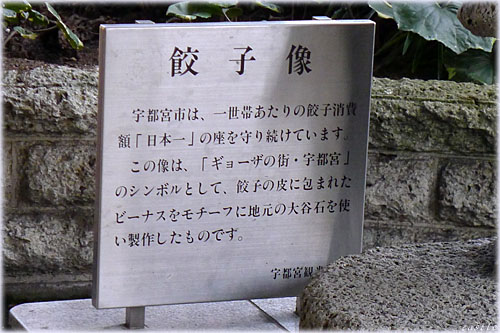 餃子像
宇都宮市は、一世帯あたりの餃子消費
額「日本一」の座を守り続けています。
この像は、「ギョーザの街・宇都宮」
のシンボルとして、餃子の皮に包まれた
ビーナスをモチーフに地元の大谷石を使
い製作したものです。
宇都宮観